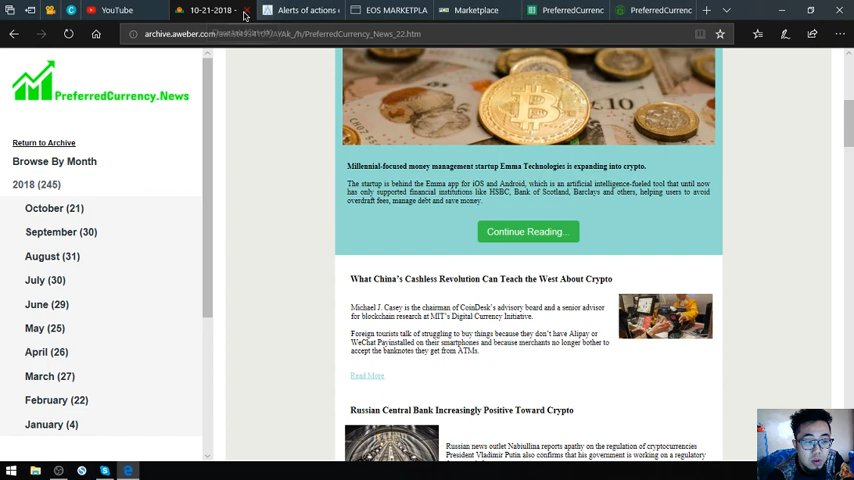 YouTube
10-21-2018 -
Alerts of actions
EOS MARKETPLA
Marketplace
PreferredCurrenc
PreferredCurrenc
archive.aweber.com
/h/PreferredCurrency_News_22.htm
PreferredCurrency.News
Return to Archive
Browse By Month
2018 (245)
October (21)
September (30)
August (31)
July (30)
June (29)
May (25)
April (26)
March (27)
February (22)
January (4)
£10
Millennial-focused money management startup Emma Technologies is expanding into crypto.
The startup is behind the Emma app for iOS and Android, which is an artificial intelligence-fueled tool that until now
has only supported financial institutions like HSBC, Bank of Scotland, Barclays and others, helping users to avoid
overdraft fees, manage debt and save money.
Continue Reading...
What China's Cashless Revolution Can Teach the West About Crypto
Michael J. Casey is the chairman of CoinDesk's advisory board and a senior advisor
for blockchain research at MIT's Digital Currency Initiative.
Foreign tourists talk of struggling to buy things because they don't have Alipay or
WeChat Payinstalled on their smartphones and because merchants no longer bother to
accept the banknotes they get from ATMs.
Read More
Russian Central Bank Increasingly Positive Toward Crypto
Russian news outlet Nabiullina reports apathy on the regulation of cryptocurrencies
President Vladimir Putin also confirms that his government is working on a regulatory